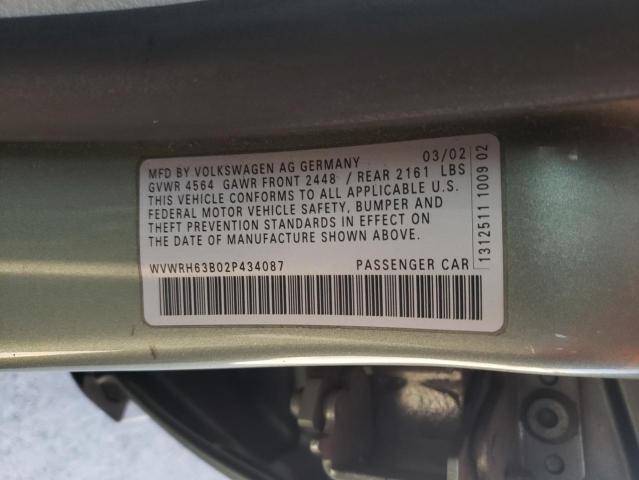 MFD BY VOLKSWAGEN AG GERMANY 03/02
GVWR 4564 GAWR FRONT 2448 / REAR 2161 LBS
THIS VEHICLE CONFORMS TO ALL APPLICABLE U.S.
FEDERAL MOTOR VEHICLE SAFETY, BUMPER AND
THEFT PREVENTION STANDARDS IN EFFECT ON
THE DATE OF MANUFACTURE SHOWN ABOVE.
WVWRH63B02P434087 PASSENGER CAR
13125111 1009 02